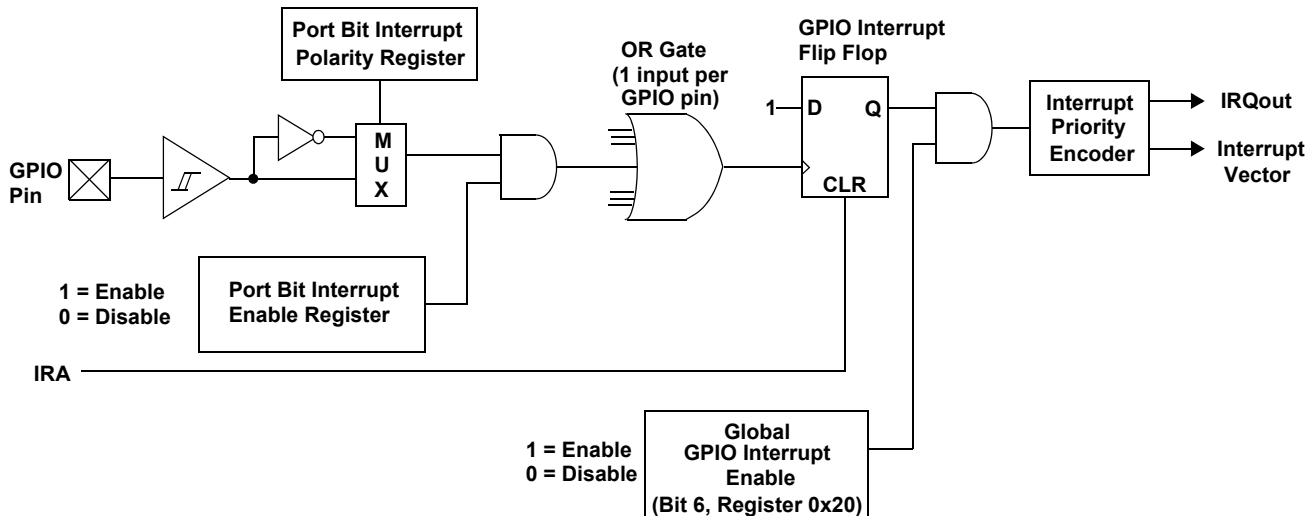 Port Bit Interrupt
Polarity Register
OR Gate
(1 input per
GPIO pin)
GPIO Interrupt
Flip Flop
GPIO
Pin
M
U
X
1
D
Q
CLR
Interrupt
Priority
Encoder
IRQout
Interrupt
Vector
1 = Enable
0 = Disable
Port Bit Interrupt
Enable Register
IRA
1 = Enable
0 = Disable
Global
GPIO Interrupt
Enable
(Bit 6, Register 0x20)